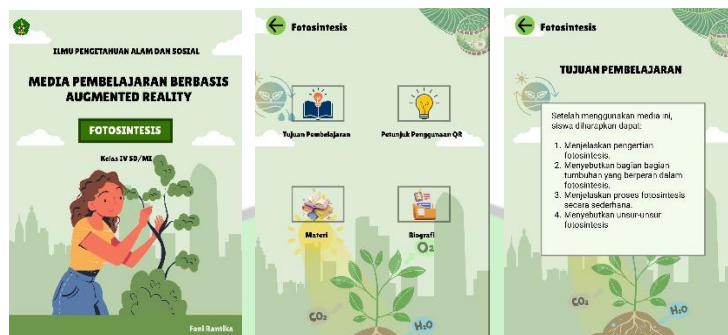 ILMU PENGETAHUAN ALAM DAN SOSIAL
MEDIA PEMBELAJARAN BERBASIS
AUGMENTED REALITY
FOTOSINTESIS
Kelas IV SD/MI
Foni Ramtika
Fotosintesis
Tujuan Pembelajaran
Petunjuk Penggunaan QR
Materi
Biografi
O2
CO2
H2O
Fotosintesis
TUJUAN PEMBELAJARAN
Setelah menggunakan media ini,
siswa diharapkan dapat:
1. Menjelaskan pengertian
fotosintesis.
2. Menyebutkan bagian bagian
tumbuhan yang berperan dalam
fotosintesis.
3. Menjelaskan proses fotosintesis
secara sederhana.
4. Menyebutkan unsur-unsur
fotosintesis
CO2
H2O